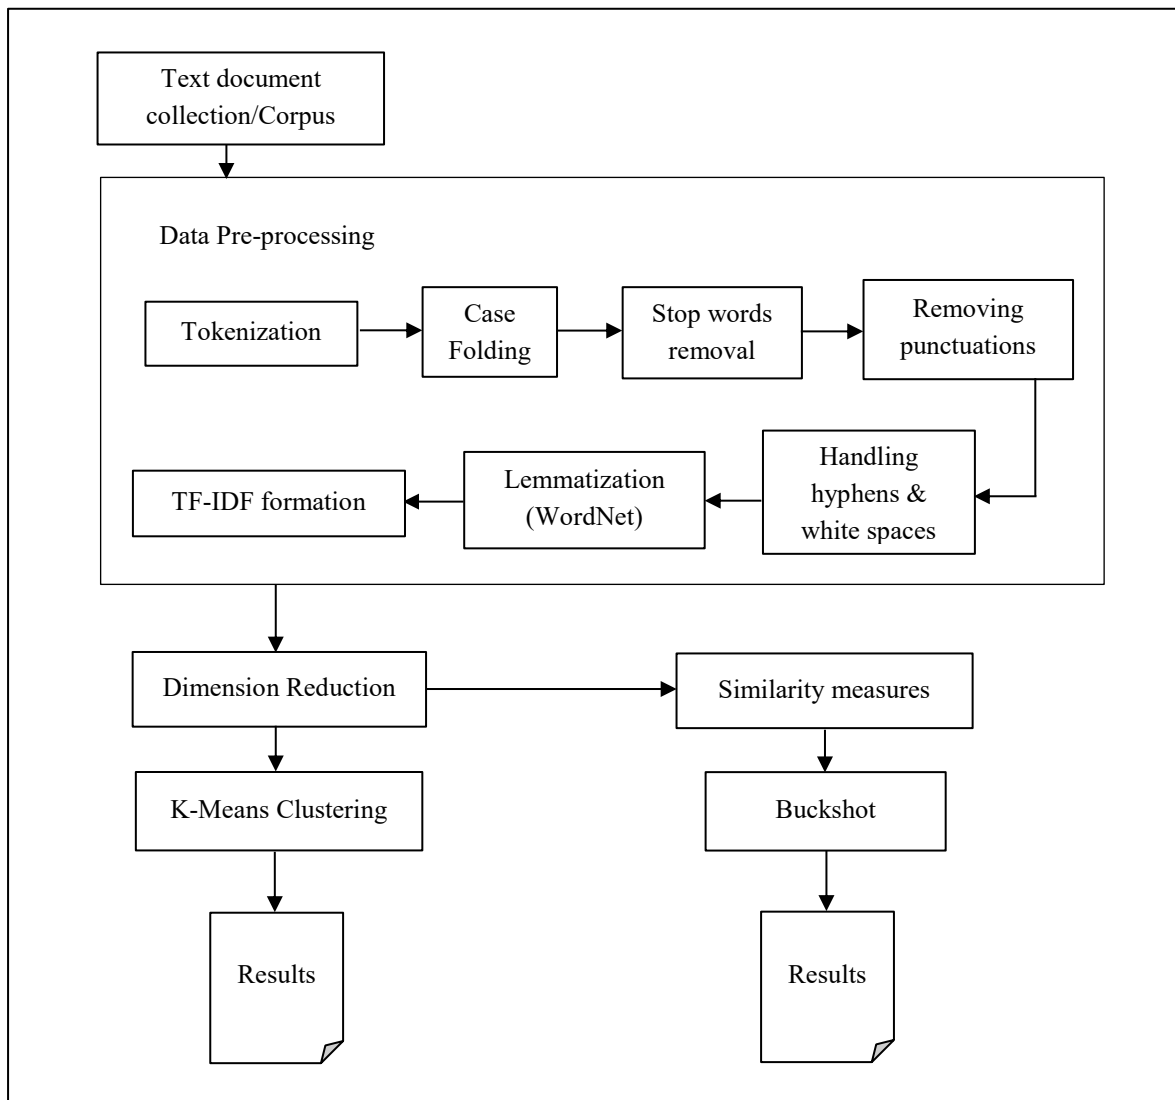 Text document
collection/Corpus
Data Pre-processing
Tokenization
Case
Folding
Stop words
removal
Removing
punctuations
TF-IDF formation
Lemmatization
(WordNet)
Handling
hyphens &
white spaces
Dimension Reduction
Similarity measures
K-Means Clustering
Buckshot
Results
Results